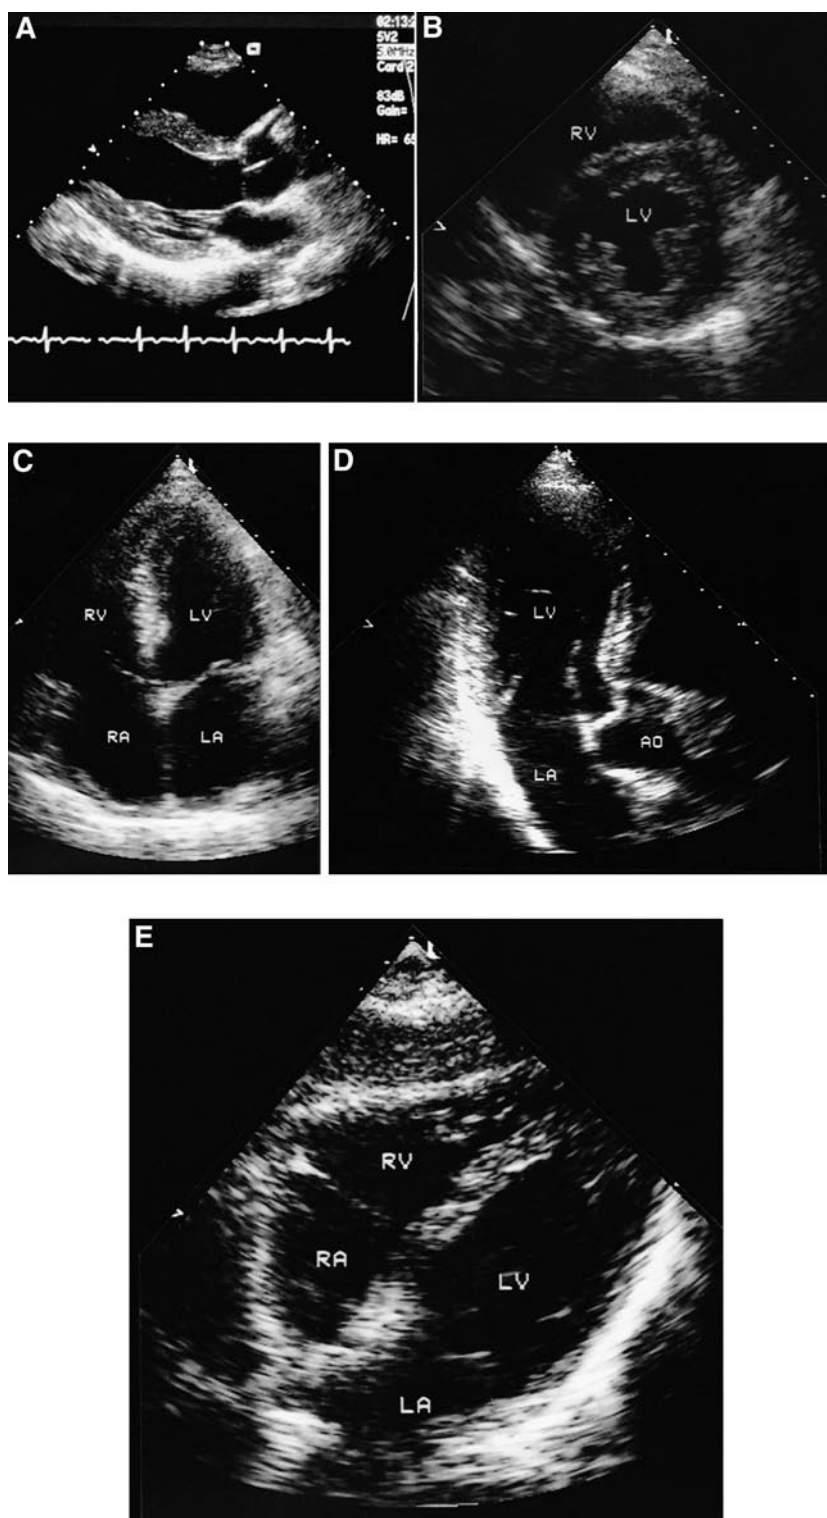 A
02:13:2
5V2
5.0MHz
Card 2
83dB
Gain=
HR= 65
B
RV
LV
C
RV
LV
RA
LA
D
LV
LA
AO
E
RV
RA
LV
LA